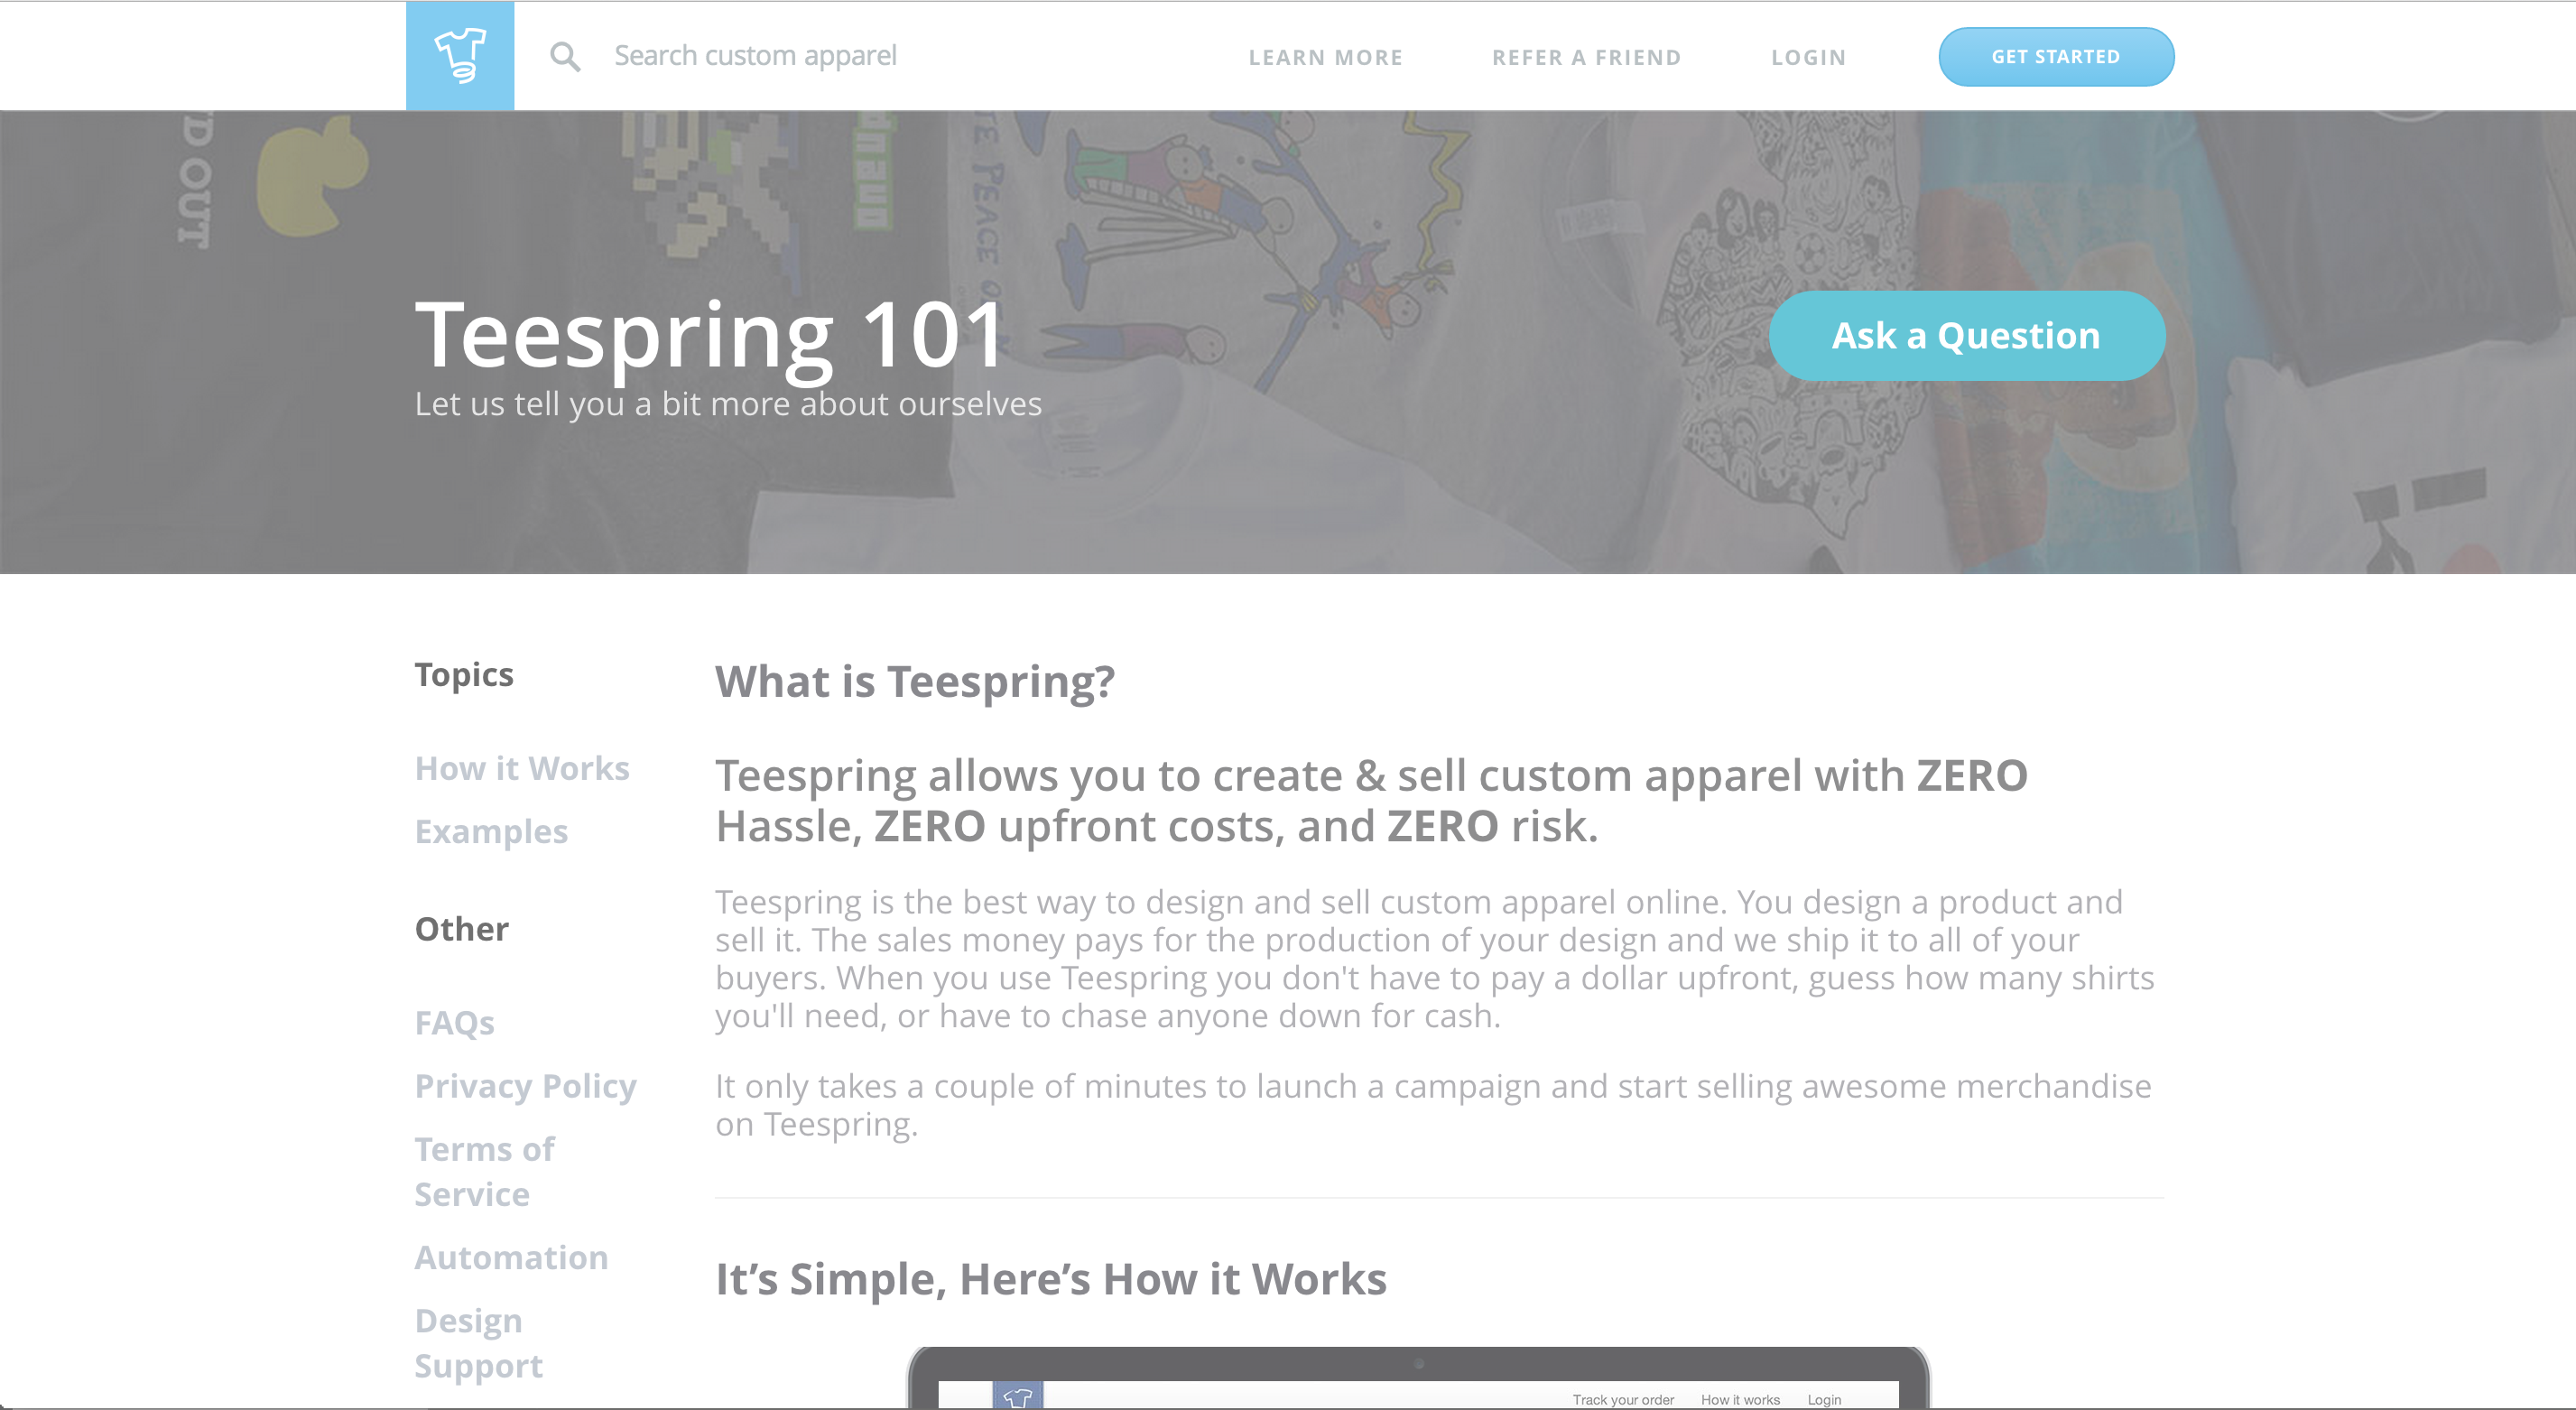 Search custom apparel
LEARN MORE
REFER A FRIEND
LOGIN
GET STARTED
D OUT
TE PEACE ON
Teespring 101
Let us tell you a bit more about ourselves
Ask a Question
Topics
How it Works
Examples
Other
FAQs
Privacy Policy
Terms of
Service
Automation
Design
Support
What is Teespring?
Teespring allows you to create & sell custom apparel with ZERO
Hassle, ZERO upfront costs, and ZERO risk.
Teespring is the best way to design and sell custom apparel online. You design a product and
sell it. The sales money pays for the production of your design and we ship it to all of your
buyers. When you use Teespring you don't have to pay a dollar upfront, guess how many shirts
you'll need, or have to chase anyone down for cash.
It only takes a couple of minutes to launch a campaign and start selling awesome merchandise
on Teespring.
It’s Simple, Here’s How it Works
Track your order
How it works
Login